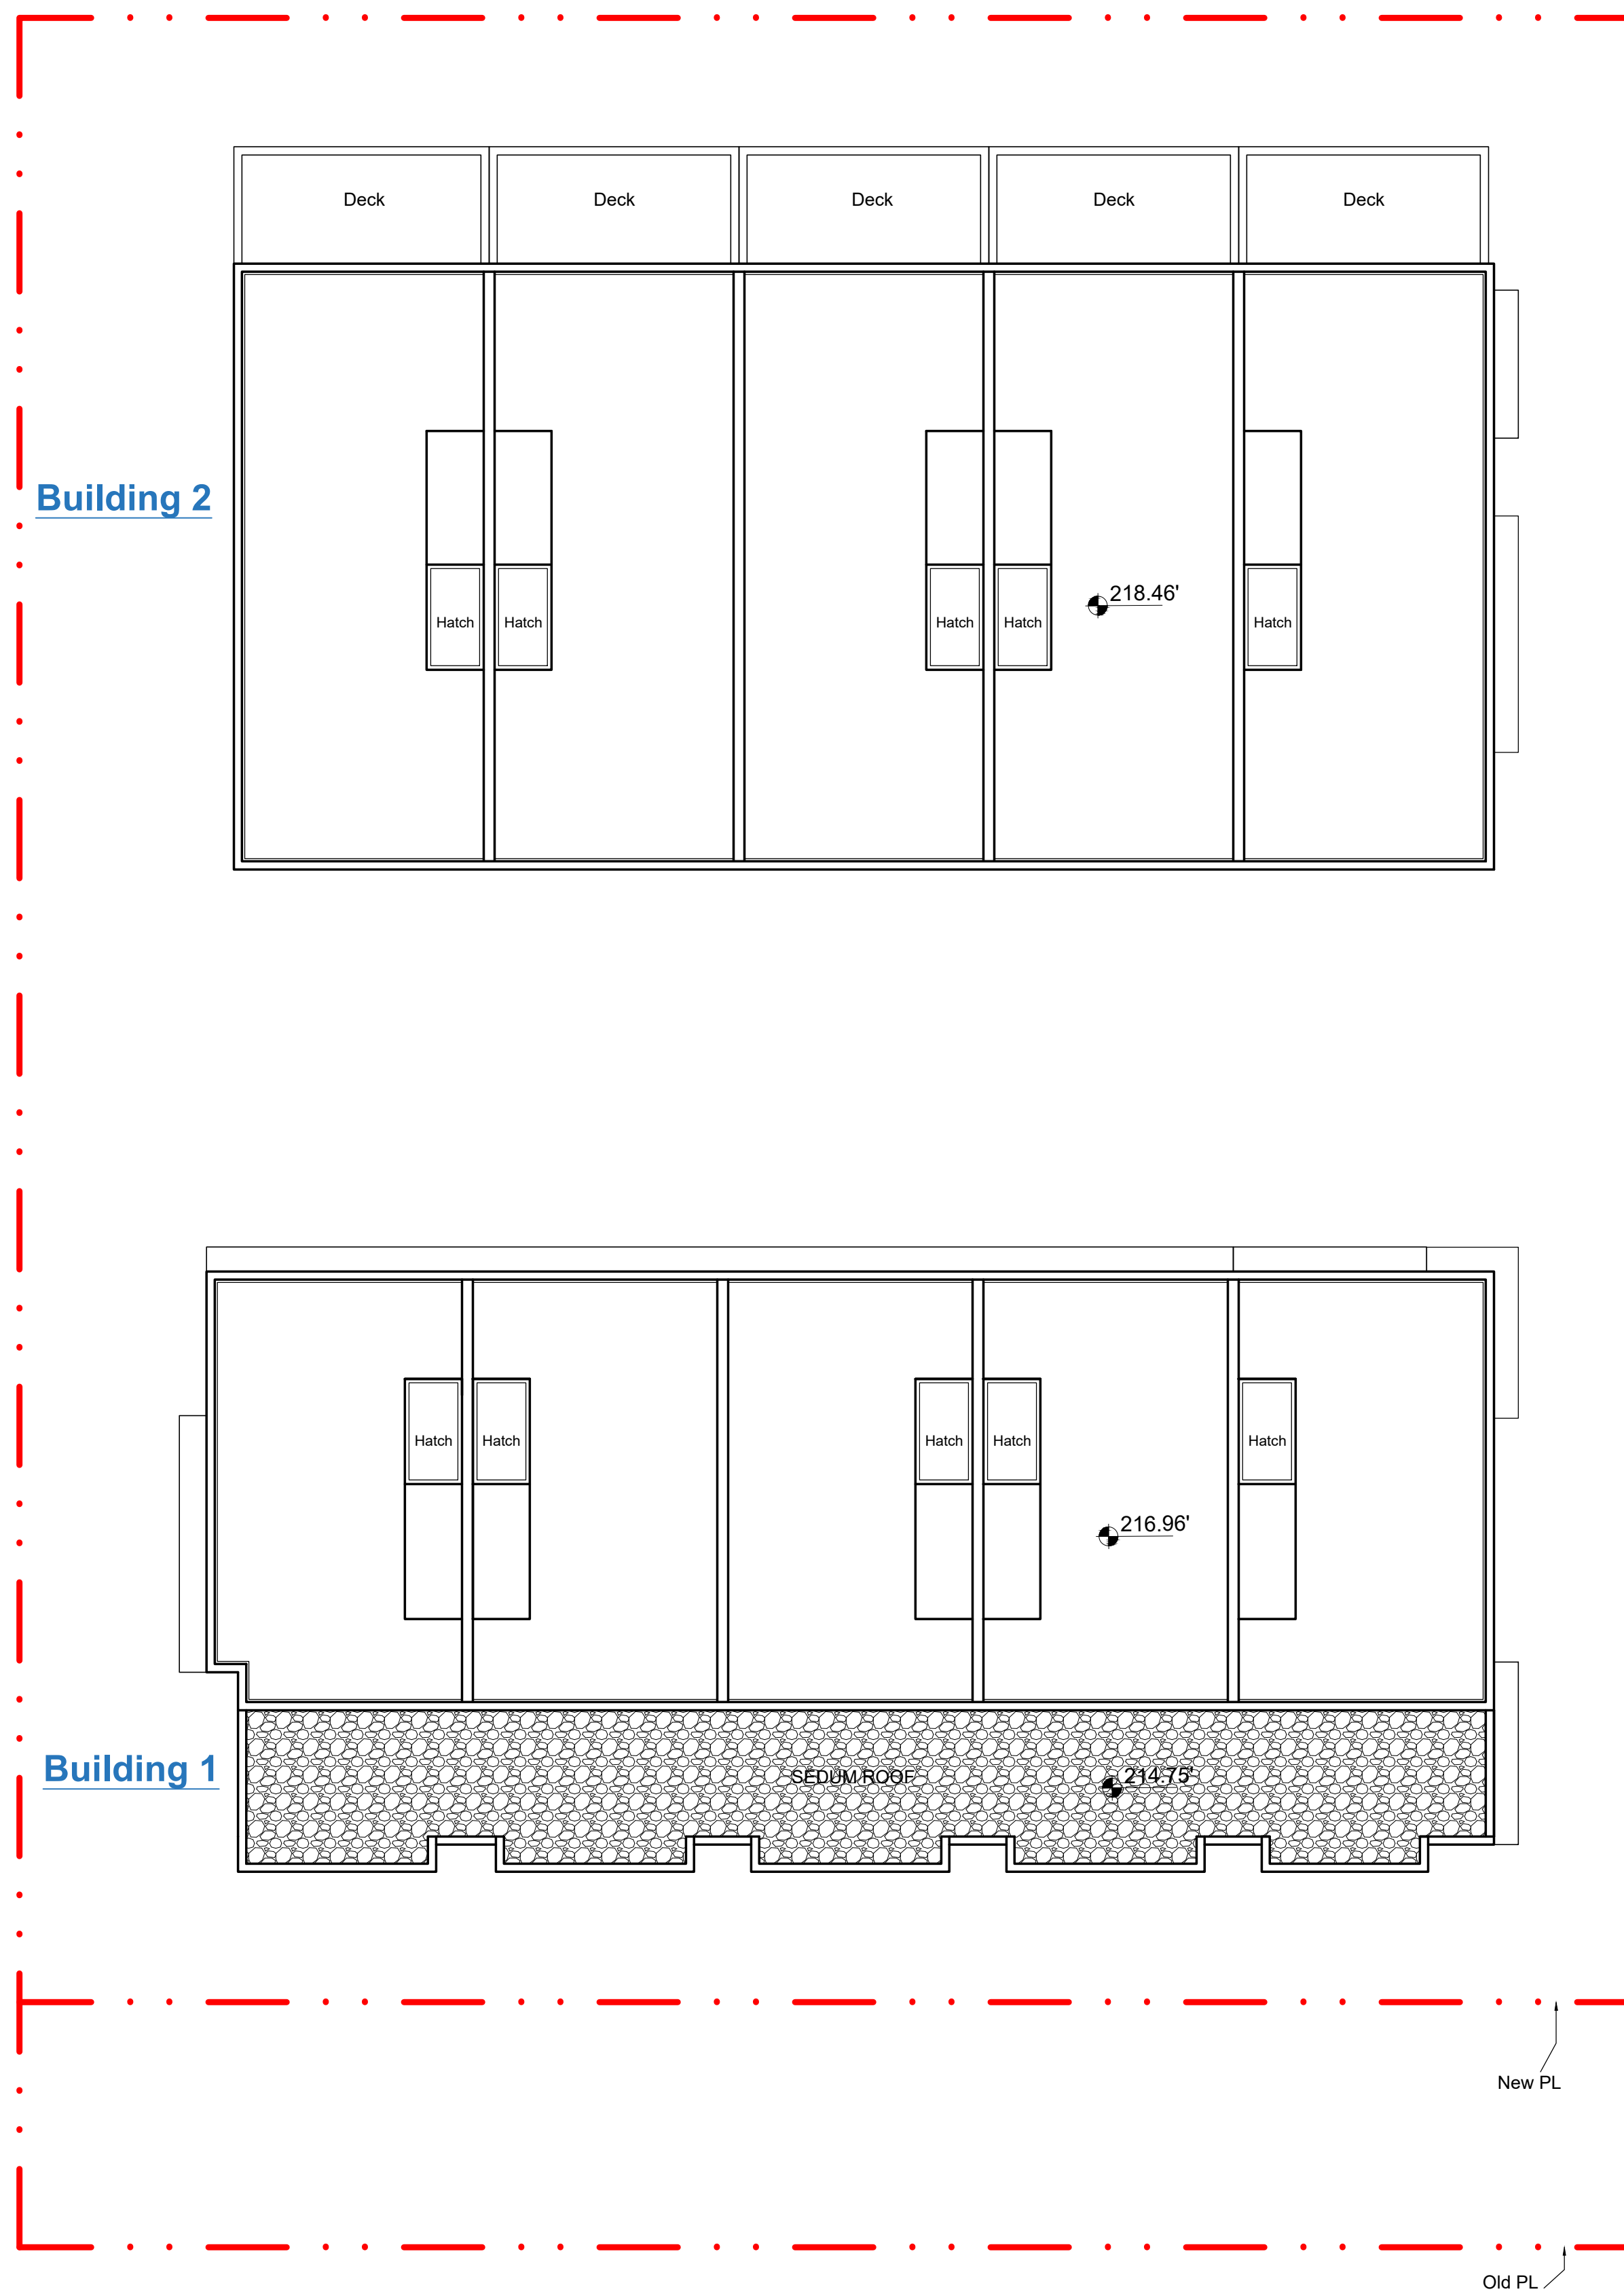 Deck Deck Deck Deck Deck
Building 2
218.46'
Hatch Hatch Hatch Hatch Hatch
Hatch Hatch Hatch Hatch Hatch
216.96'
Building 1
SEDUM ROOF 214.75'
New PL
Old PL